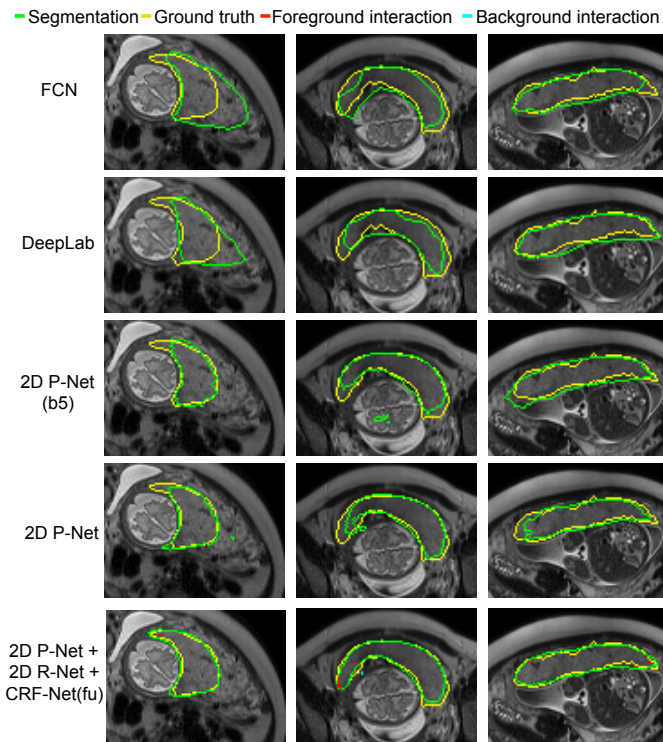 Segmentation Ground truth Foreground interaction Background interaction
FCN
DeepLab
2D P-Net
(b5)
2D P-Net
2D P-Net +
2D R-Net +
CRF-Net(fu)